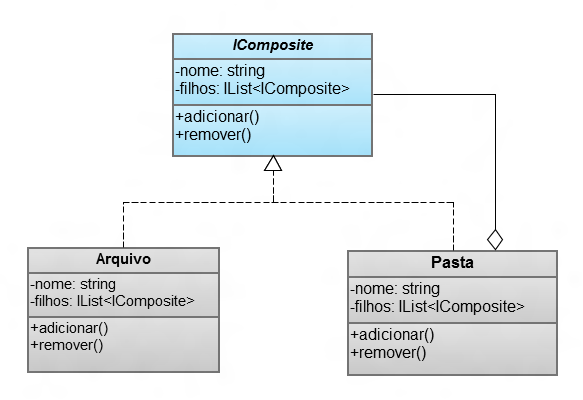 IComposite
-nome: string
-filhos: IList<IComposite>
+adicionar()
+remover()
Arquivo
-nome: string
-filhos: IList<IComposite>
+adicionar()
+remover()
Pasta
-nome: string
-filhos: IList<IComposite>
+adicionar()
+remover()